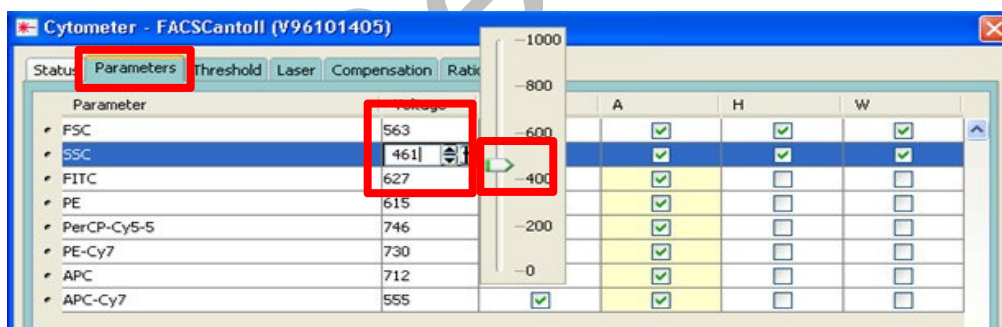 Cytometer - FACSCantoII (V96101405)
Status Parameters Threshold Laser Compensation
Parameter Voltage A H W
FSC 563
SSC 461
FITC 627
PE 615
PerCP-Cy5-5 746
PE-Cy7 730
APC 712
APC-Cy7 555
1000
800
600
400
200
0